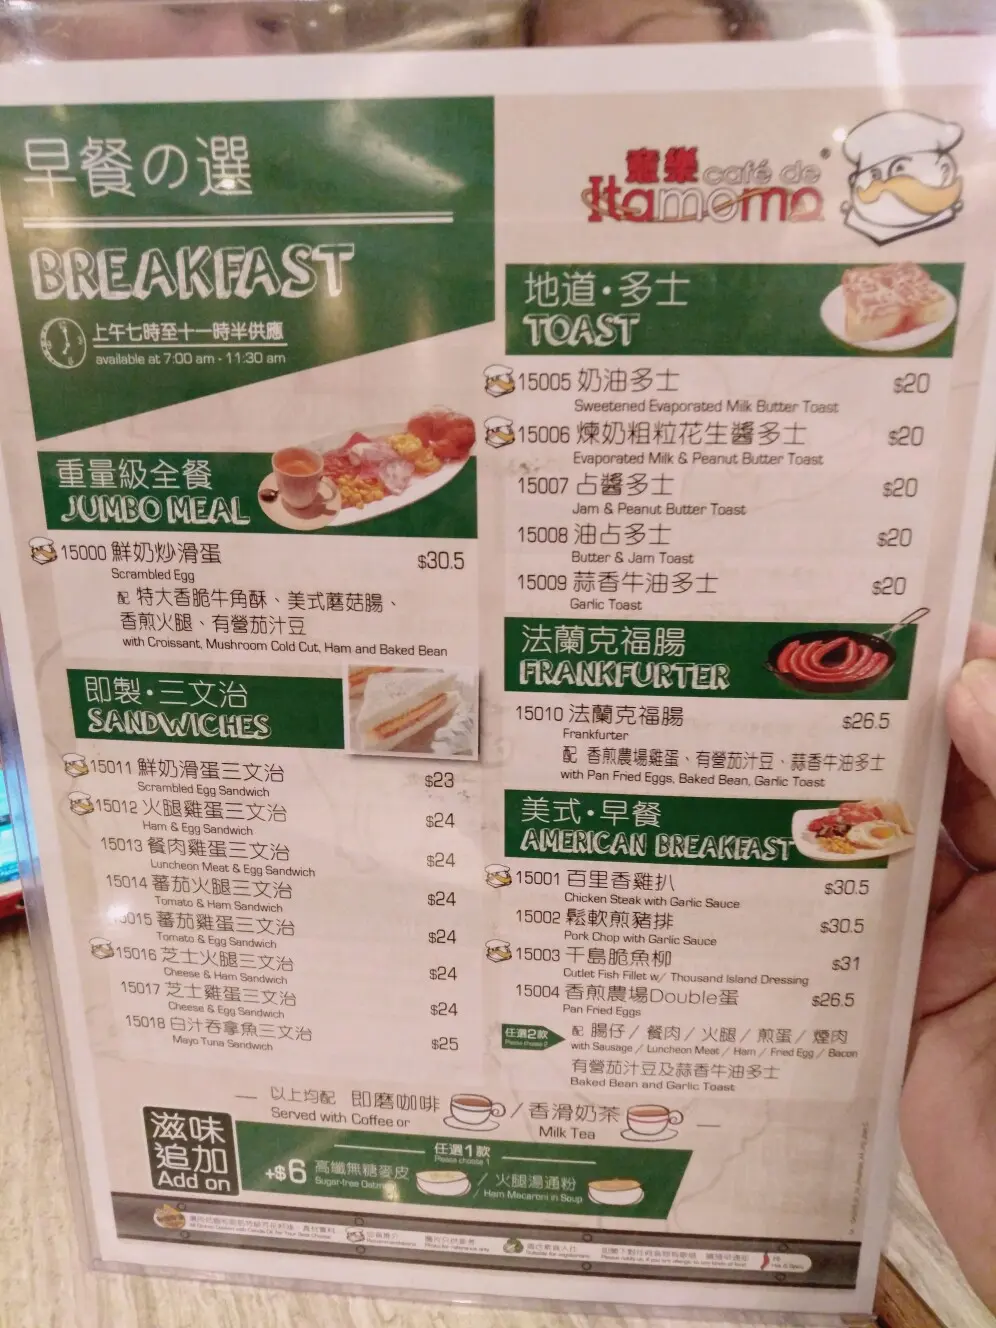 早餐の選
BREAKFAST
上午七時至十一時半供應
available at 7:00 am - 11:30 am
重量級全餐
JUMBO MEAL
15000 鮮奶炒滑蛋 $30.5
Scrambled Egg
配 特大香脆牛角酥、美式蘑菇腸、
香煎火腿、有營茄汁豆
with Croissant, Mushroom Cold Cut, Ham and Baked Bean
即製・三文治
SANDWICHES
15011 鮮奶滑蛋三文治 $23
Scrambled Egg Sandwich
15012 火腿雞蛋三文治 $24
Ham & Egg Sandwich
15013 餐肉雞蛋三文治 $24
Luncheon Meat & Egg Sandwich
15014 蕃茄火腿三文治 $24
Tomato & Ham Sandwich
15015 蕃茄雞蛋三文治 $24
Tomato & Egg Sandwich
15016 芝士火腿三文治 $24
Cheese & Ham Sandwich
15017 芝士雞蛋三文治 $24
Cheese & Egg Sandwich
15018 白汁吞拿魚三文治 $25
Mayo Tuna Sandwich
意樂 café de
Itamomo
地道・多士
TOAST
15005 奶油多士 $20
Sweetened Evaporated Milk Butter Toast
15006 煉奶粗粒花生醬多士 $20
Evaporated Milk & Peanut Butter Toast
15007 占醬多士 $20
Jam & Peanut Butter Toast
15008 油占多士 $20
Butter & Jam Toast
15009 蒜香牛油多士 $20
Garlic Toast
法蘭克福腸
FRANKFURTER
15010 法蘭克福腸 $26.5
Frankfurter
配 香煎農場雞蛋、有營茄汁豆、蒜香牛油多士
with Pan Fried Eggs, Baked Bean, Garlic Toast
美式・早餐
AMERICAN BREAKFAST
15001 百里香雞扒 $30.5
Chicken Steak with Garlic Sauce
15002 鬆軟煎豬排 $30.5
Pork Chop with Garlic Sauce
15003 千島脆魚柳 $31
Cutlet Fish Fillet w/ Thousand Island Dressing
15004 香煎農場Double蛋 $26.5
Pan Fried Eggs
任選2款
Please choose 2
配 腸仔 / 餐肉 / 火腿 / 煎蛋 / 煙肉
with Sausage / Luncheon Meat / Ham / Fried Egg / Bacon
有營茄汁豆及蒜香牛油多士
Baked Bean and Garlic Toast
以上均配 即磨咖啡 / 香滑奶茶
Served with Coffee or Milk Tea
滋味
追加
Add on
任選1款
Please choose 1
+$6 高纖無糖麥皮 / 火腿湯通粉
Sugar-free Oatmeal / Ham Macaroni in Soup